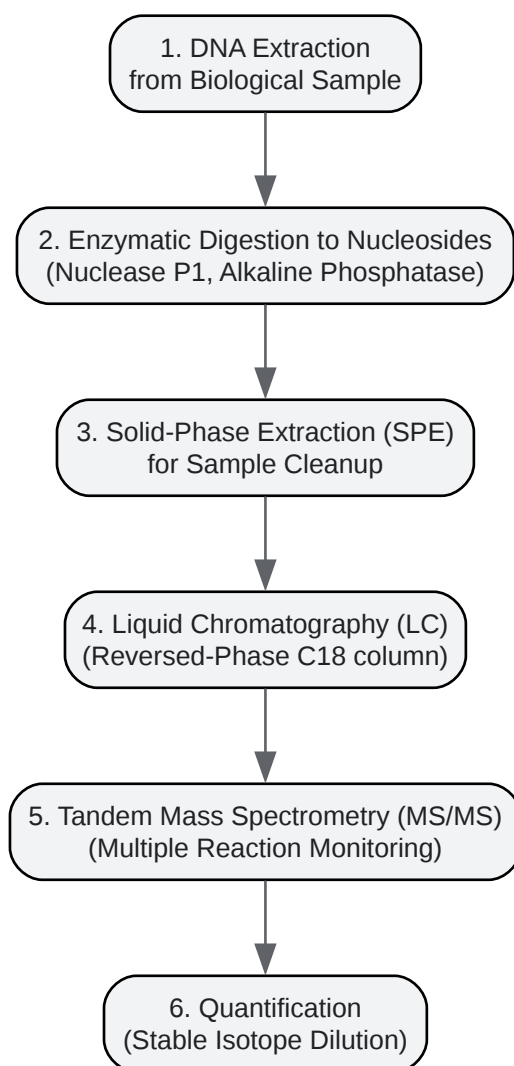 1. DNA Extraction
from Biological Sample
2. Enzymatic Digestion to Nucleosides
(Nuclease P1, Alkaline Phosphatase)
3. Solid-Phase Extraction (SPE)
for Sample Cleanup
4. Liquid Chromatography (LC)
(Reversed-Phase C18 column)
5. Tandem Mass Spectrometry (MS/MS)
(Multiple Reaction Monitoring)
6. Quantification
(Stable Isotope Dilution)